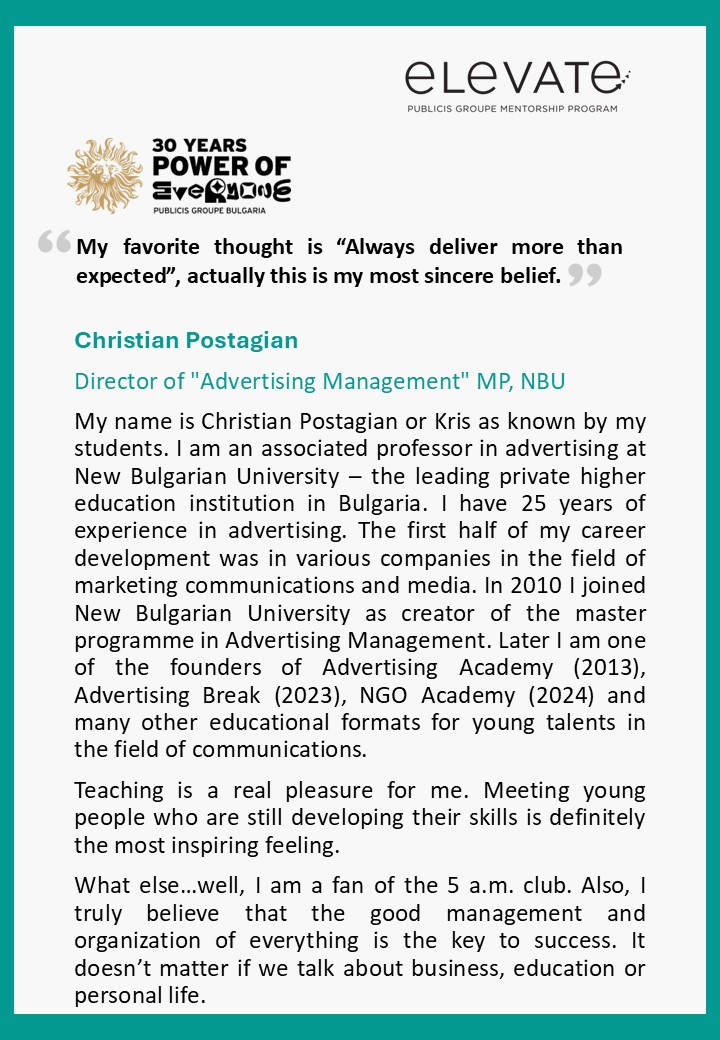 eLeVATe
PUBLICIS GROUPE MENTORSHIP PROGRAM
30 YEARS
POWER OF
EVERYONE
PUBLICIS GROUPE BULGARIA
“My favorite thought is “Always deliver more than
expected”, actually this is my most sincere belief.”
Christian Postagian
Director of "Advertising Management" MP, NBU
My name is Christian Postagian or Kris as known by my
students. I am an associated professor in advertising at
New Bulgarian University – the leading private higher
education institution in Bulgaria. I have 25 years of
experience in advertising. The first half of my career
development was in various companies in the field of
marketing communications and media. In 2010 I joined
New Bulgarian University as creator of the master
programme in Advertising Management. Later I am one
of the founders of Advertising Academy (2013),
Advertising Break (2023), NGO Academy (2024) and
many other educational formats for young talents in
the field of communications.
Teaching is a real pleasure for me. Meeting young
people who are still developing their skills is definitely
the most inspiring feeling.
What else…well, I am a fan of the 5 a.m. club. Also, I
truly believe that the good management and
organization of everything is the key to success. It
doesn’t matter if we talk about business, education or
personal life.